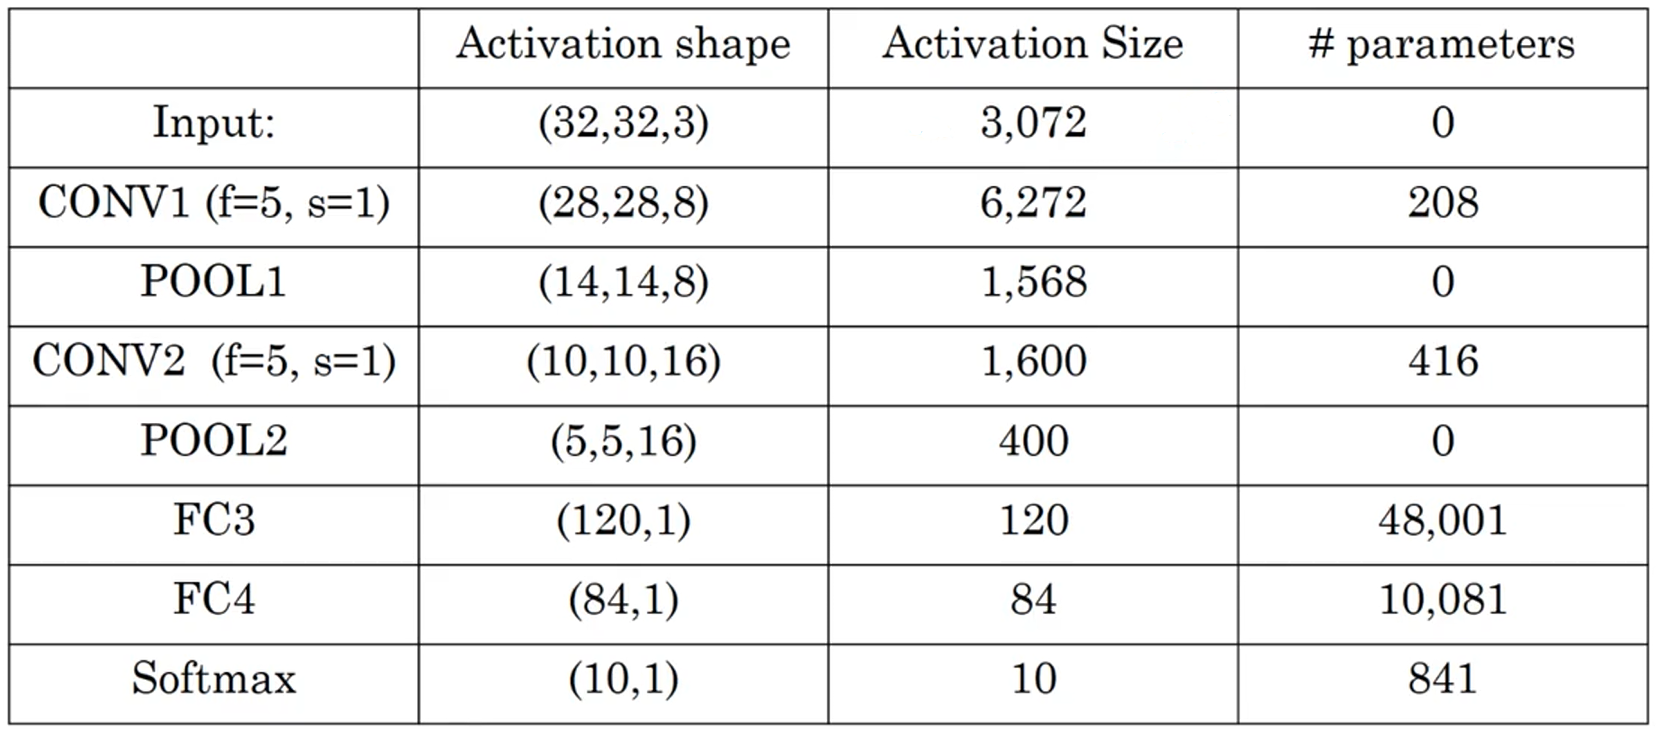 Activation shape Activation Size # parameters
Input: (32,32,3) 3,072 0
CONV1 (f=5, s=1) (28,28,8) 6,272 208
POOL1 (14,14,8) 1,568 0
CONV2 (f=5, s=1) (10,10,16) 1,600 416
POOL2 (5,5,16) 400 0
FC3 (120,1) 120 48,001
FC4 (84,1) 84 10,081
Softmax (10,1) 10 841